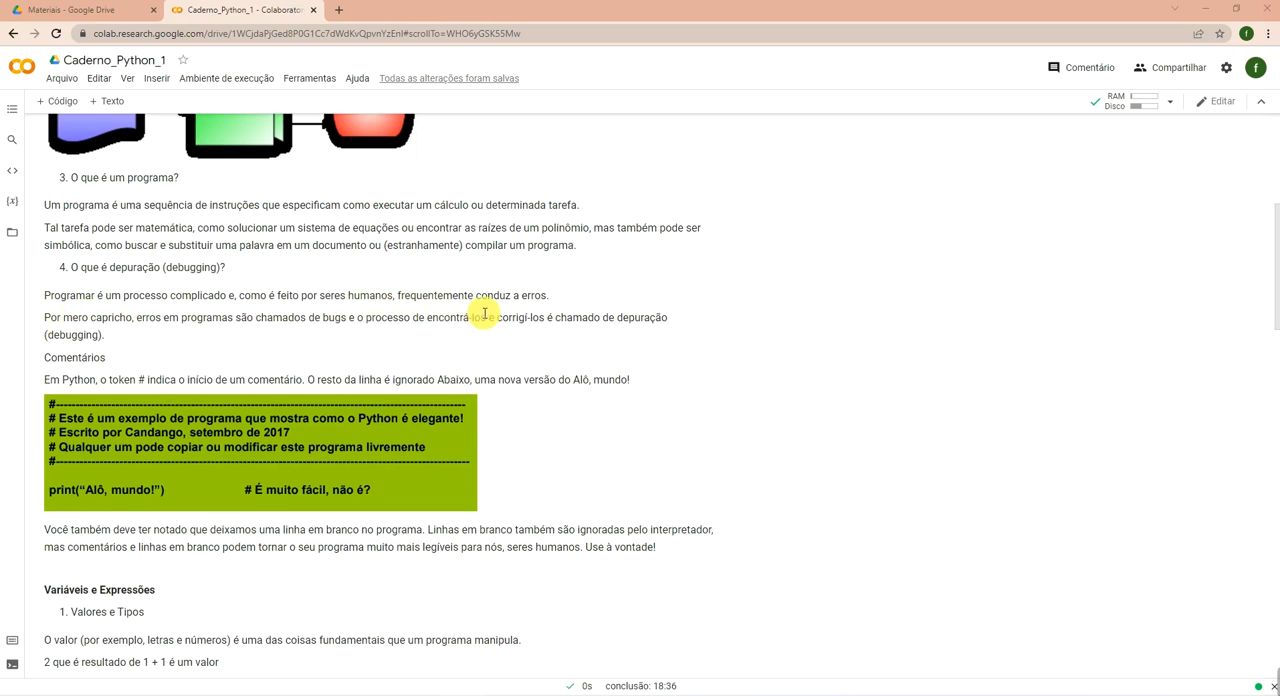 Materiais - Google Drive
Caderno_Python_1 - Colaborator
colab.research.google.com/drive/1WCjdaPjGed8P0G1Cc7dWdKvQpvnYzEnI#scrollTo=WHO6yGSK55Mw
Caderno_Python_1
Arquivo Editar Ver Inserir Ambiente de execução Ferramentas Ajuda Todas as alterações foram salvas
Comentário Compartilhar f
+ Código + Texto
RAM
Disco
Editar
3. O que é um programa?
Um programa é uma sequência de instruções que especificam como executar um cálculo ou determinada tarefa.
Tal tarefa pode ser matemática, como solucionar um sistema de equações ou encontrar as raízes de um polinômio, mas também pode ser
simbólica, como buscar e substituir uma palavra em um documento ou (estranhamente) compilar um programa.
4. O que é depuração (debugging)?
Programar é um processo complicado e, como é feito por seres humanos, frequentemente conduz a erros.
Por mero capricho, erros em programas são chamados de bugs e o processo de encontrá-los e corrigí-los é chamado de depuração
(debugging).
Comentários
Em Python, o token # indica o início de um comentário. O resto da linha é ignorado Abaixo, uma nova versão do Alô, mundo!
#----------------------------------------------------------------------------------------------------
# Este é um exemplo de programa que mostra como o Python é elegante!
# Escrito por Candango, setembro de 2017
# Qualquer um pode copiar ou modificar este programa livremente
#-----------------------------------------------------------------------------------------------------
print(“Alô, mundo!”) # É muito fácil, não é?
Você também deve ter notado que deixamos uma linha em branco no programa. Linhas em branco também são ignoradas pelo interpretador,
mas comentários e linhas em branco podem tornar o seu programa muito mais legíveis para nós, seres humanos. Use à vontade!
Variáveis e Expressões
1. Valores e Tipos
O valor (por exemplo, letras e números) é uma das coisas fundamentais que um programa manipula.
2 que é resultado de 1 + 1 é um valor
0s conclusão: 18:36